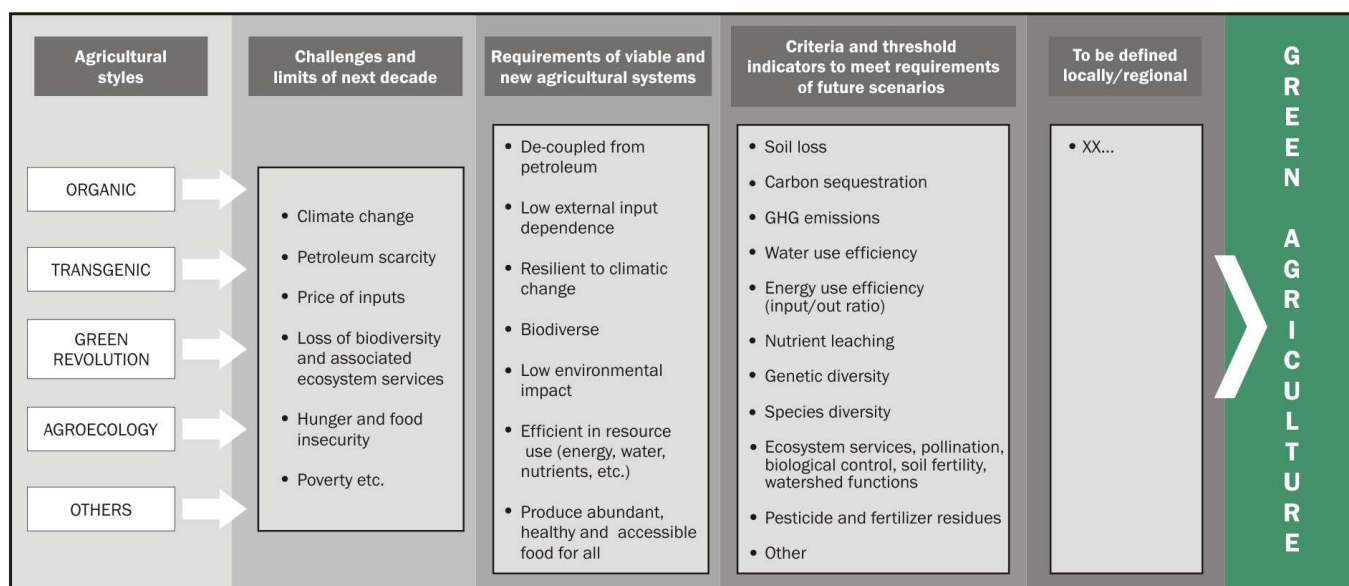 Agricultural
styles
ORGANIC
TRANSGENIC
GREEN
REVOLUTION
AGROECOLOGY
OTHERS
Challenges and
limits of next decade
• Climate change
• Petroleum scarcity
• Price of inputs
• Loss of biodiversity
and associated
ecosystem services
• Hunger and food
insecurity
• Poverty etc.
Requirements of viable and
new agricultural systems
• De-coupled from
petroleum
• Low external input
dependence
• Resilient to climatic
change
• Biodiverse
• Low environmental
impact
• Efficient in resource
use (energy, water,
nutrients, etc.)
• Produce abundant,
healthy and accessible
food for all
Criteria and threshold
indicators to meet requirements
of future scenarios
• Soil loss
• Carbon sequestration
• GHG emissions
• Water use efficiency
• Energy use efficiency
(input/out ratio)
• Nutrient leaching
• Genetic diversity
• Species diversity
• Ecosystem services, pollination,
biological control, soil fertility,
watershed functions
• Pesticide and fertilizer residues
• Other
To be defined
locally/regional
• XX...
GREEN AGRICULTURE